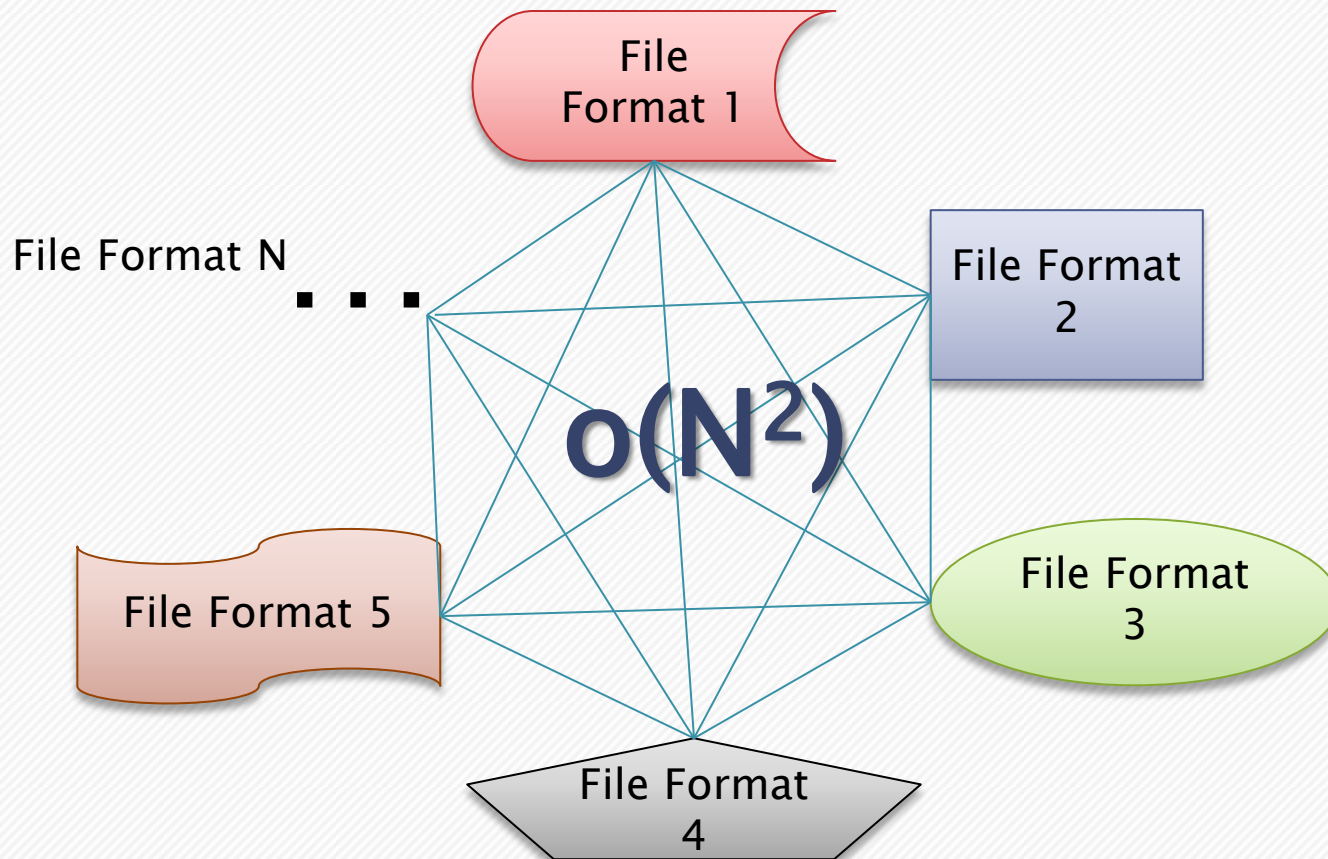 File
Format 1
File Format N
...
File Format
2
o(N²)
File Format 5
File Format
3
File Format
4